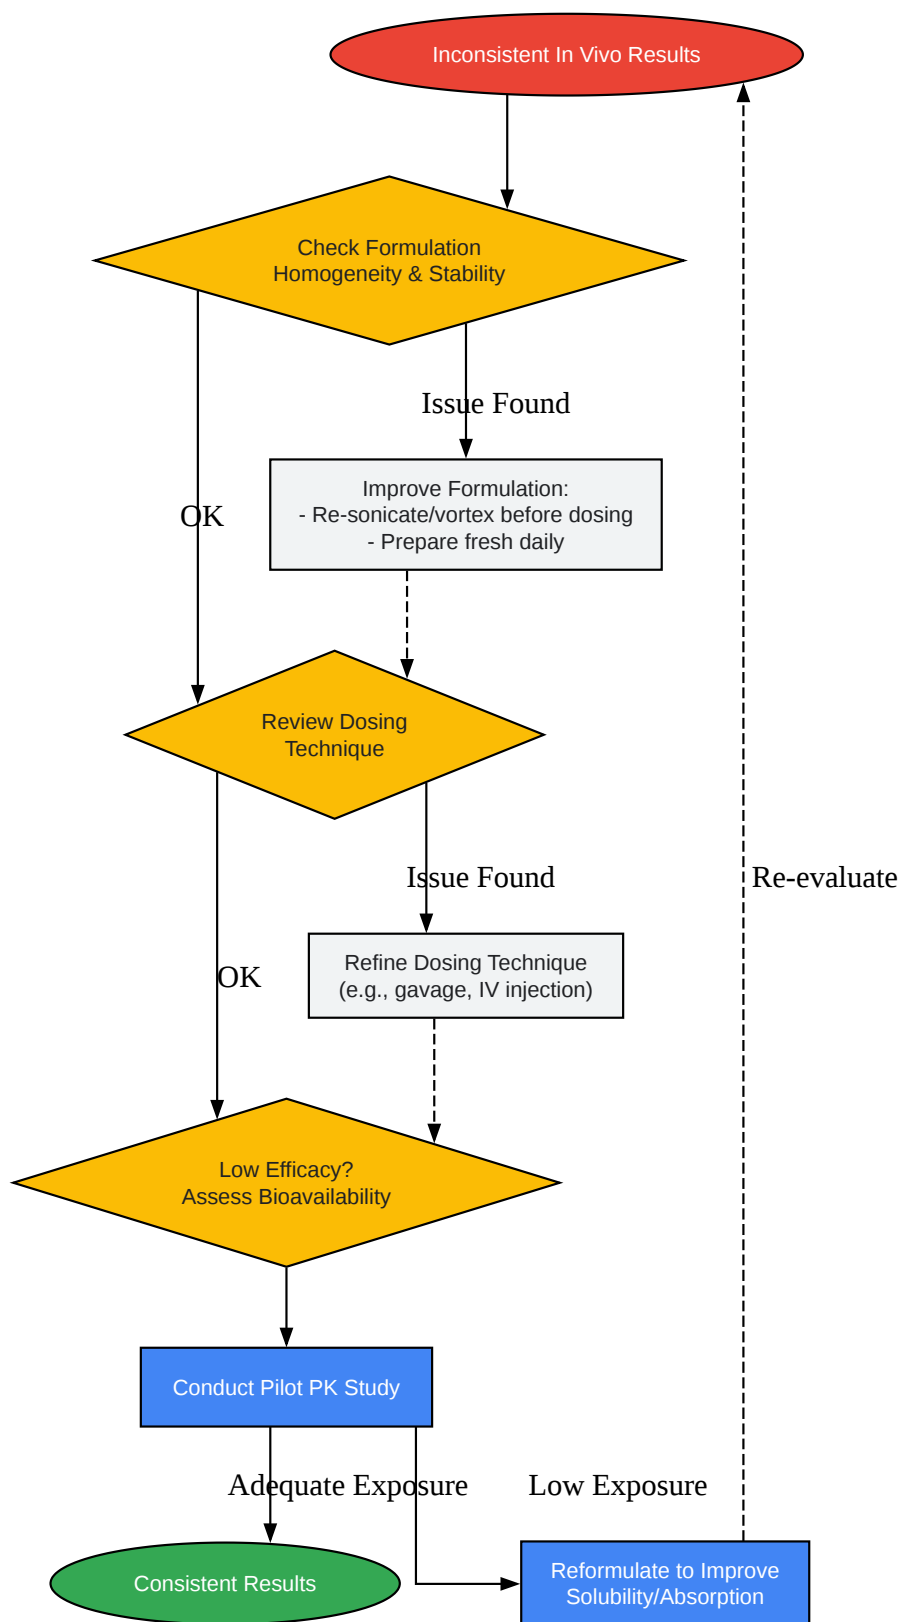 Inconsistent In Vivo Results
Check Formulation
Homogeneity & Stability
Issue Found
Improve Formulation:
- Re-sonicate/vortex before dosing
- Prepare fresh daily
OK
Review Dosing
Technique
Issue Found
Re-evaluate
Refine Dosing Technique
(e.g., gavage, IV injection)
OK
Low Efficacy?
Assess Bioavailability
Conduct Pilot PK Study
Adequate Exposure
Low Exposure
Consistent Results
Reformulate to Improve
Solubility/Absorption